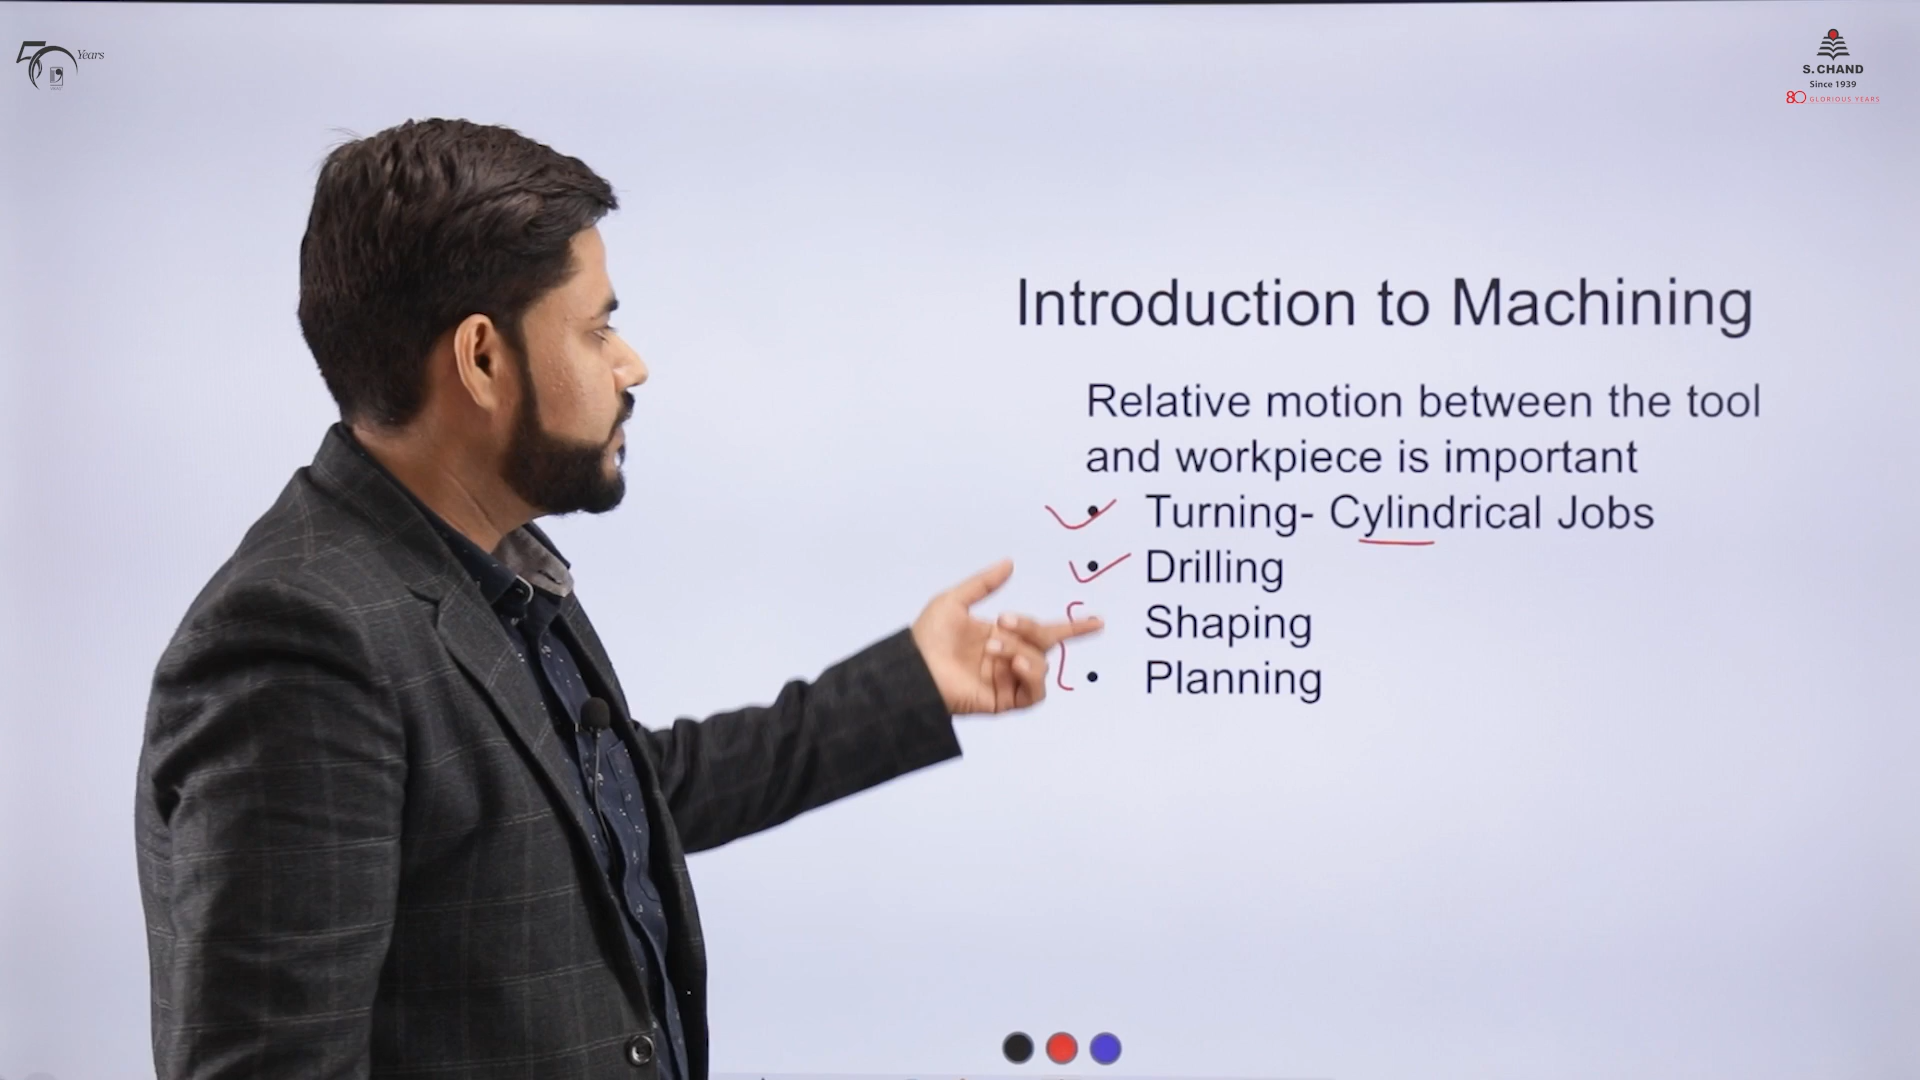 50 Years
S. CHAND
Since 1939
80 GLORIOUS YEARS
Introduction to Machining
Relative motion between the tool
and workpiece is important
• Turning- Cylindrical Jobs
• Drilling
Shaping
• Planning